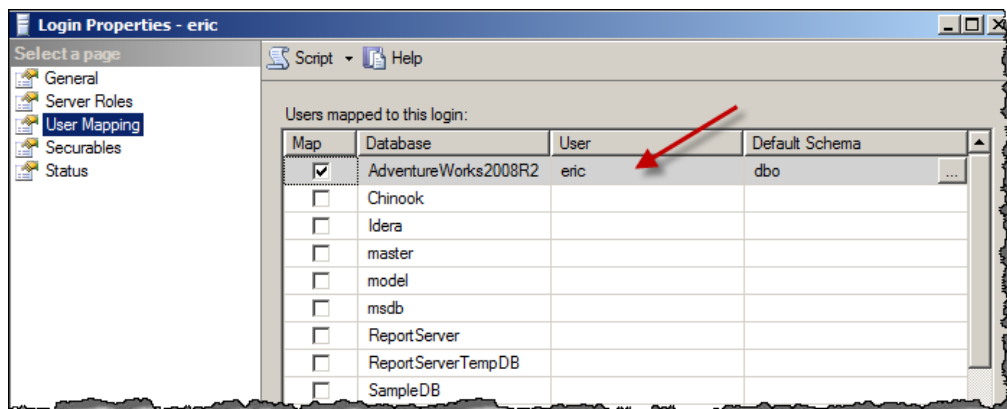 Login Properties - eric
Select a page
General
Server Roles
User Mapping
Securables
Status
Script Help
Users mapped to this login:
Map Database User Default Schema
AdventureWorks2008R2 eric dbo ...
Chinook
Idera
master
model
msdb
ReportServer
ReportServerTempDB
SampleDB